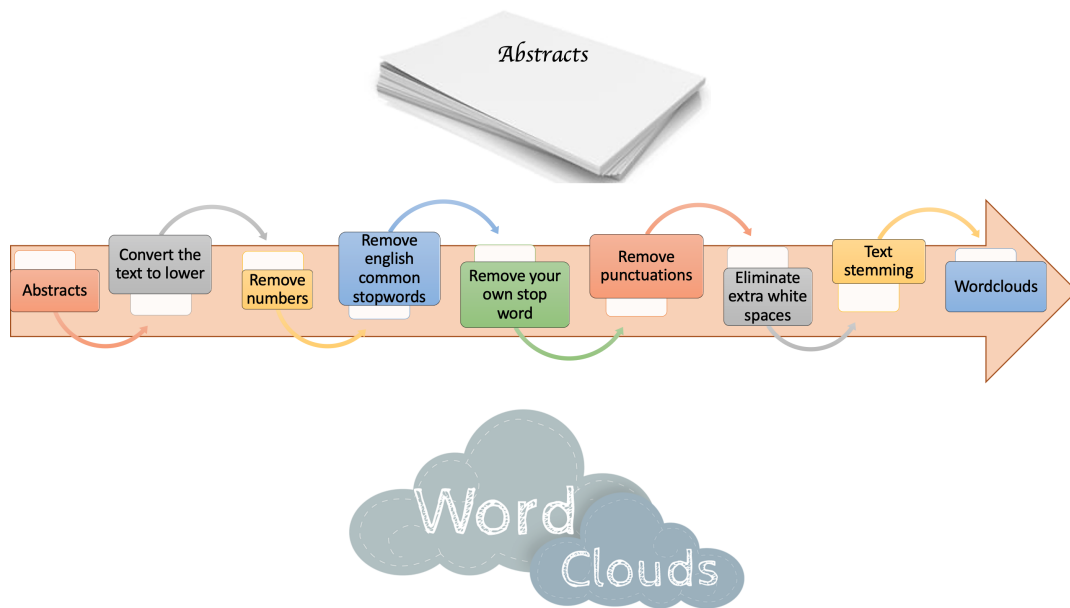 Abstracts
Abstracts
Convert the
text to lower
Remove
numbers
Remove
english
common
stopwords
Remove your
own stop
word
Remove
punctuations
Eliminate
extra white
spaces
Text
stemming
Wordclouds
Word
Clouds